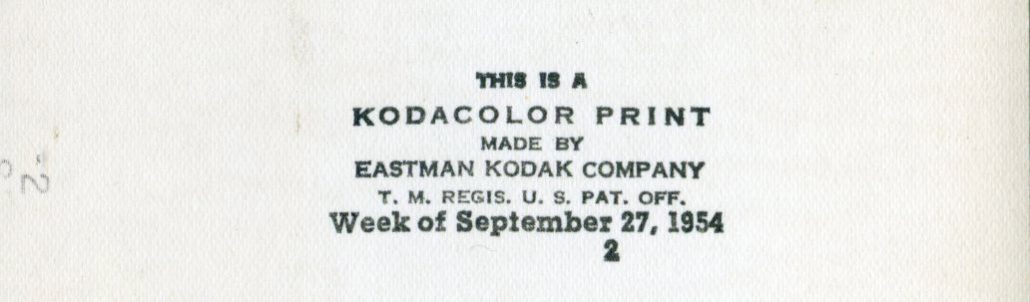 THIS IS A
KODACOLOR PRINT
MADE BY
EASTMAN KODAK COMPANY
T. M. REGIS. U. S. PAT. OFF.
Week of September 27, 1954
2